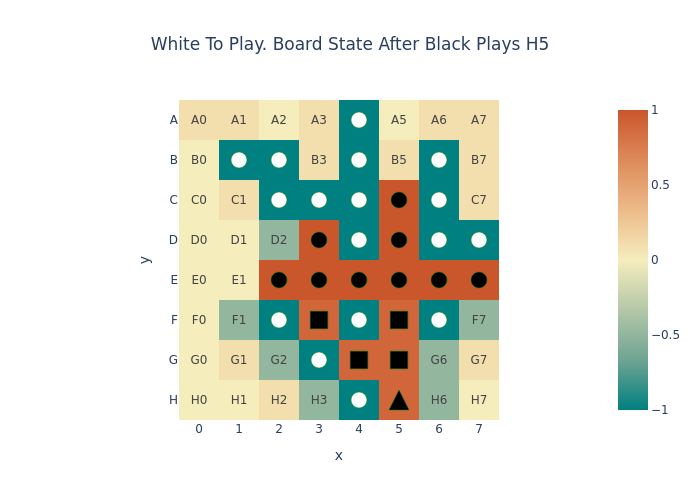 White To Play. Board State After Black Plays H5
A A0 A1 A2 A3 A5 A6 A7
B B0 B3 B5 B7
C C0 C1 C7
D D0 D1 D2
E E0 E1
F F0 F1 F7
G G0 G1 G2 G6 G7
H H0 H1 H2 H3 H6 H7
0 1 2 3 4 5 6 7
x
y
1
0.5
0
−0.5
−1